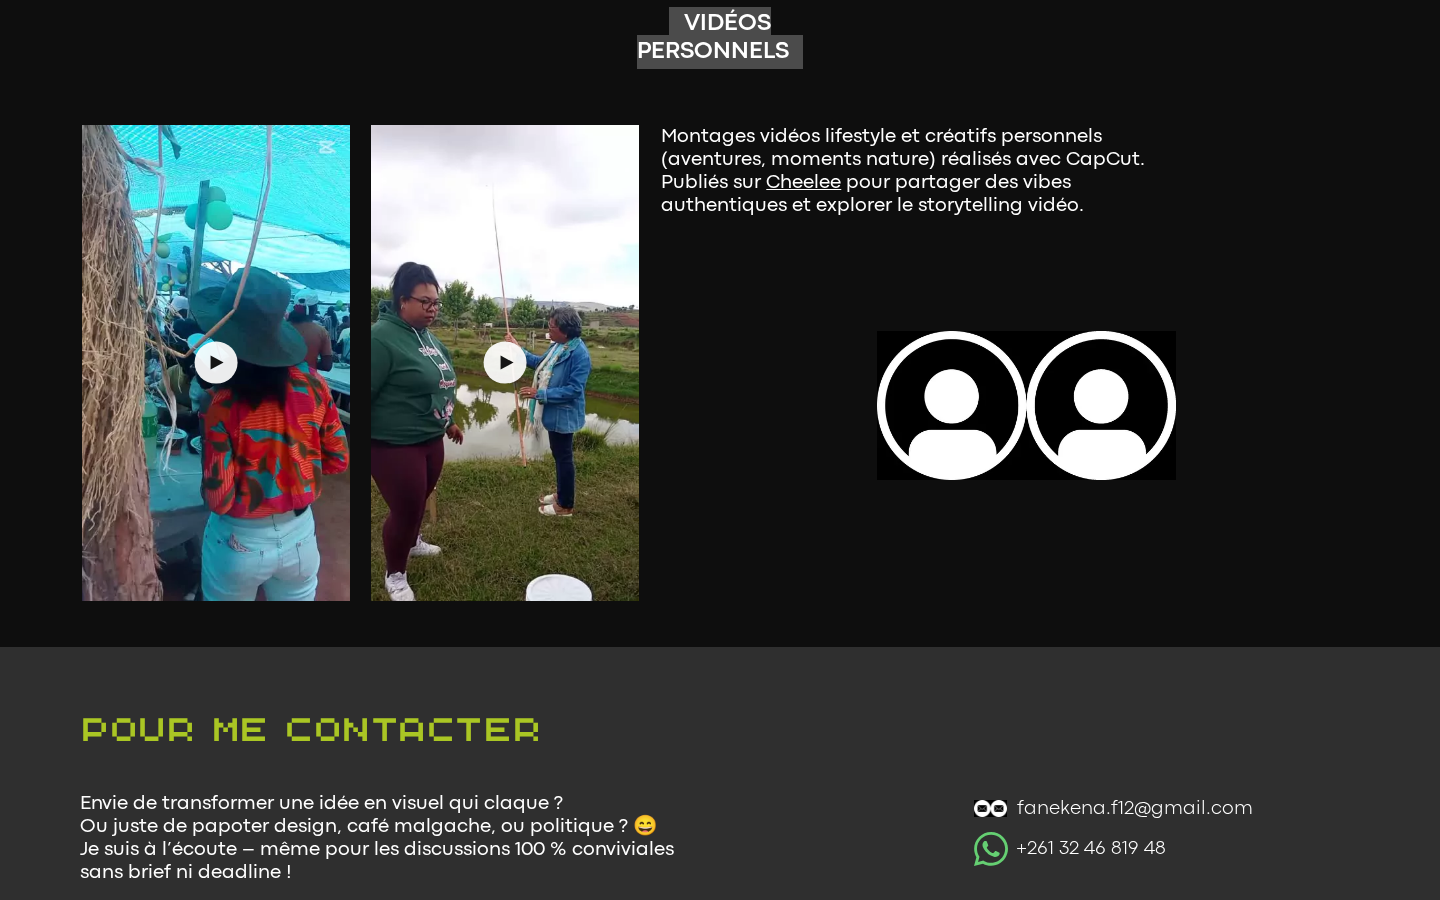 VIDÉOS
PERSONNELS
Montages vidéos lifestyle et créatifs personnels
(aventures, moments nature) réalisés avec CapCut.
Publiés sur Cheelee pour partager des vibes
authentiques et explorer le storytelling vidéo.
POUR ME CONTACTER
Envie de transformer une idée en visuel qui claque ?
Ou juste de papoter design, café malgache, ou politique ? 😄
Je suis à l’écoute – même pour les discussions 100 % conviviales
sans brief ni deadline !
fanekena.f12@gmail.com
+261 32 46 819 48